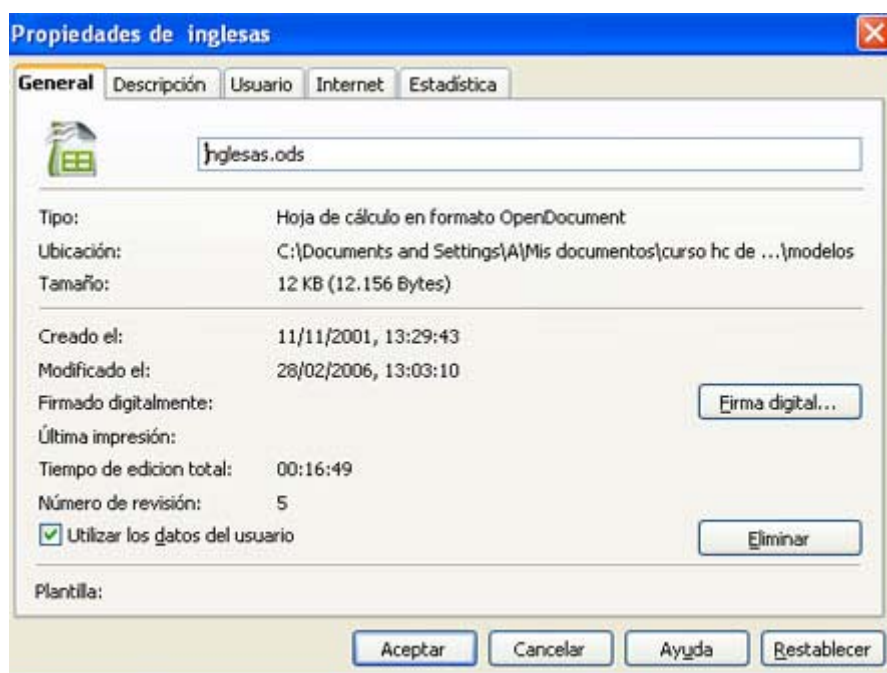 Propiedades de inglesas
General Descripción Usuario Internet Estadística
inglesas.ods
Tipo: Hoja de cálculo en formato OpenDocument
Ubicación: C:\Documents and Settings\A\Mis documentos\curso hc de ...\modelos
Tamaño: 12 KB (12.156 Bytes)
Creado el: 11/11/2001, 13:29:43
Modificado el: 28/02/2006, 13:03:10
Firmado digitalmente: Firma digital...
Última impresión:
Tiempo de edicion total: 00:16:49
Número de revisión: 5
Utilizar los datos del usuario Eliminar
Plantilla:
Aceptar Cancelar Ayuda Restablecer